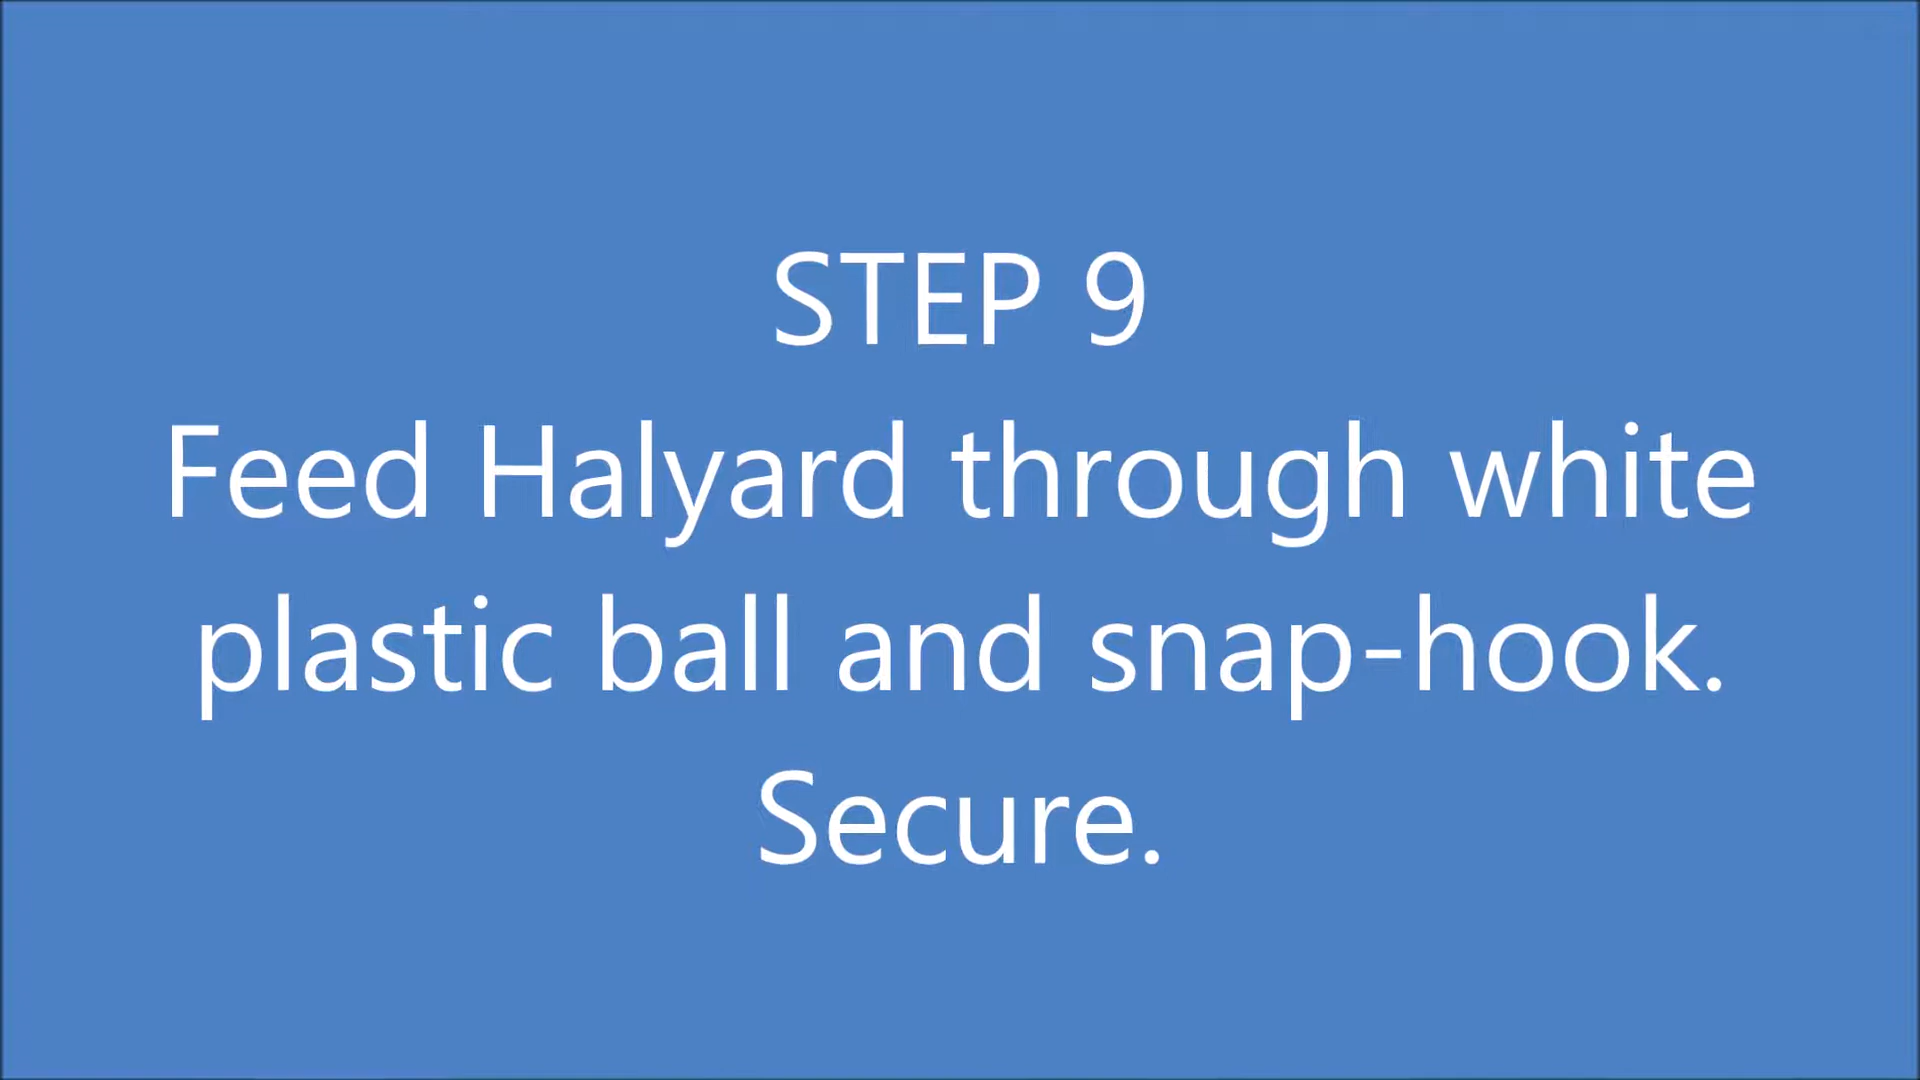 STEP 9
Feed Halyard through white
plastic ball and snap-hook.
Secure.